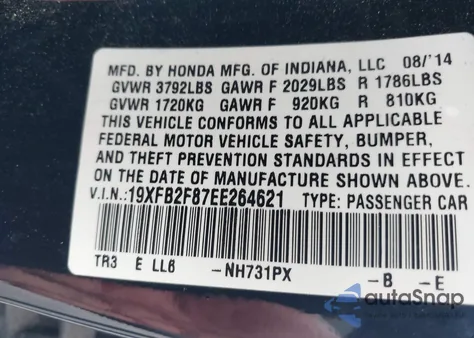 MFD. BY HONDA MFG. OF INDIANA, LLC 08/'14
GVWR 3792LBS GAWR F 2029LBS R 1786LBS
GVWR 1720KG GAWR F 920KG R 810KG
THIS VEHICLE CONFORMS TO ALL APPLICABLE
FEDERAL MOTOR VEHICLE SAFETY, BUMPER,
AND THEFT PREVENTION STANDARDS IN EFFECT
ON THE DATE OF MANUFACTURE SHOWN ABOVE.
V.I.N.:19XFB2F87EE264621 TYPE: PASSENGER CAR
TR3 E LL6 -NH731PX -B -E
autoSnap